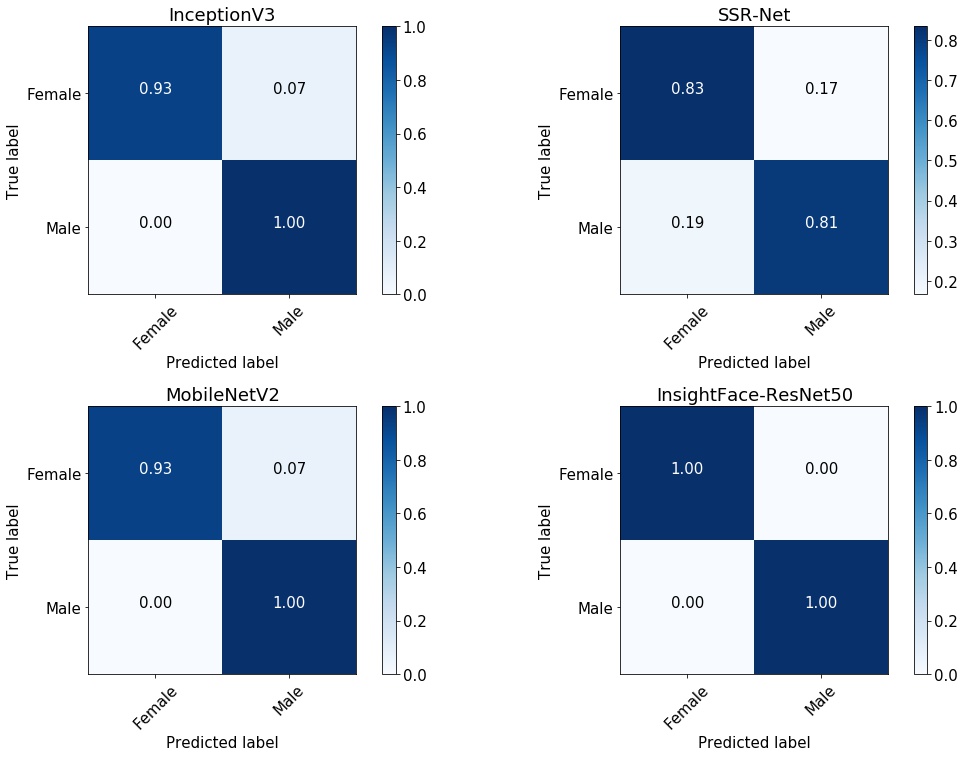 InceptionV3
True label
Female
Male
0.93
0.07
0.00
1.00
Female
Male
Predicted label
1.0
0.8
0.6
0.4
0.2
0.0
SSR-Net
True label
Female
Male
0.83
0.17
0.19
0.81
Female
Male
Predicted label
0.8
0.7
0.6
0.5
0.4
0.3
0.2
MobileNetV2
True label
Female
Male
0.93
0.07
0.00
1.00
Female
Male
Predicted label
1.0
0.8
0.6
0.4
0.2
0.0
InsightFace-ResNet50
True label
Female
Male
1.00
0.00
0.00
1.00
Female
Male
Predicted label
1.0
0.8
0.6
0.4
0.2
0.0